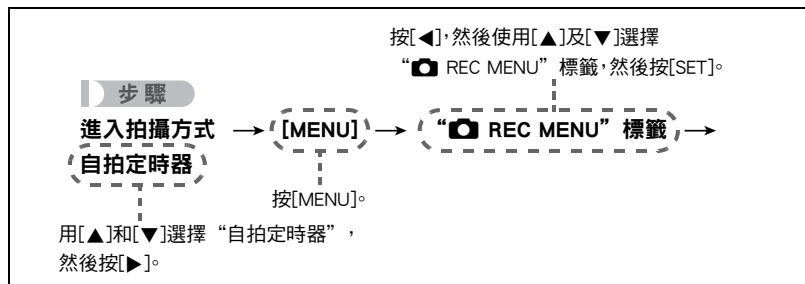 按[◀]，然後使用[▲]及[▼]選擇
“📷 REC MENU”標籤，然後按[SET]。
步驟
進入拍攝方式 → [MENU] → “📷 REC MENU”標籤 →
自拍定時器
按[MENU]。
用[▲]和[▼]選擇“自拍定時器”，
然後按[▶]。